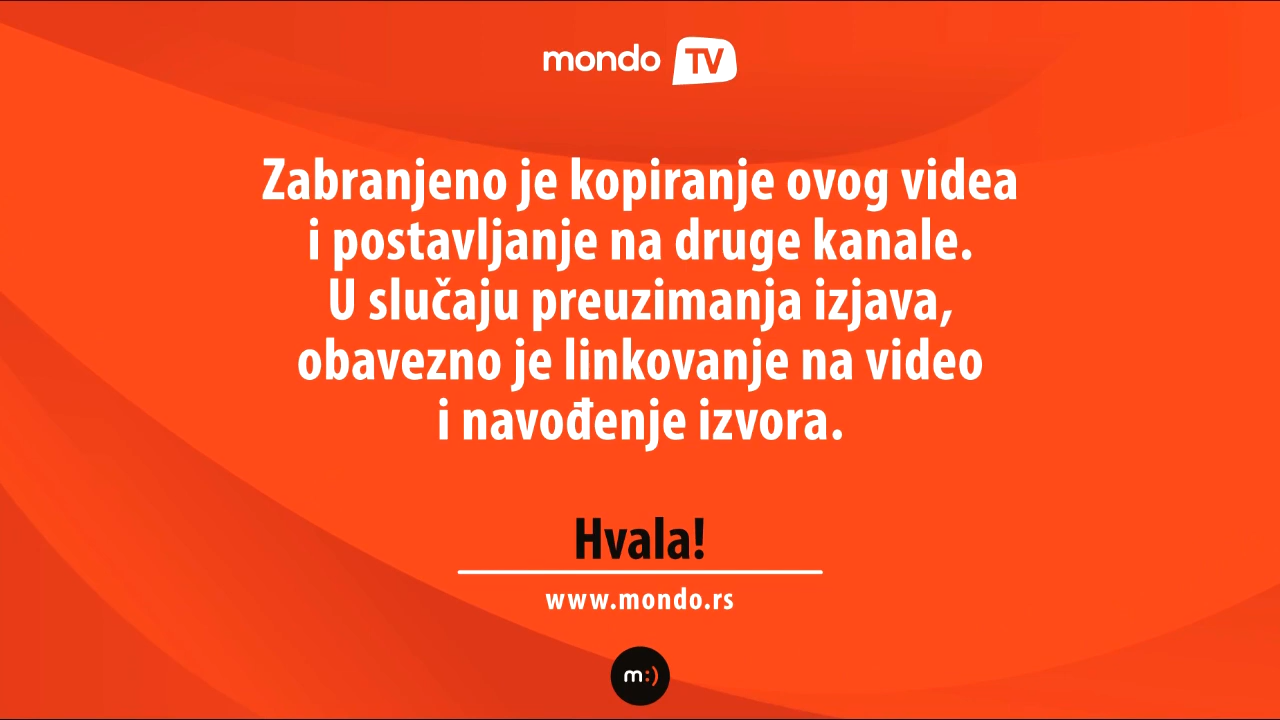 mondo TV
Zabranjeno je kopiranje ovog videa
i postavljanje na druge kanale.
U slučaju preuzimanja izjava,
obavezno je linkovanje na video
i navođenje izvora.
Hvala!
www.mondo.rs
m:)